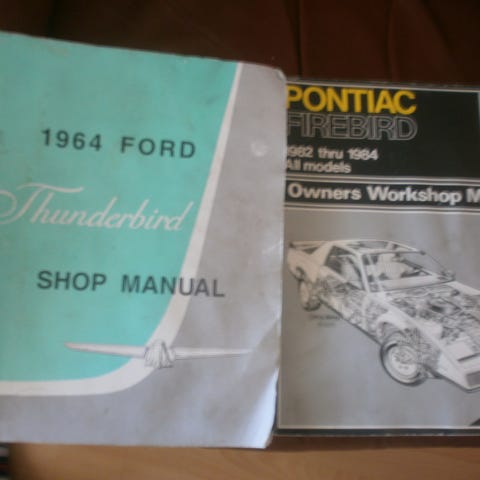 1964 FORD
Thunderbird
SHOP MANUAL
PONTIAC
FIREBIRD
1982 thru 1984
All models
Owners Workshop M